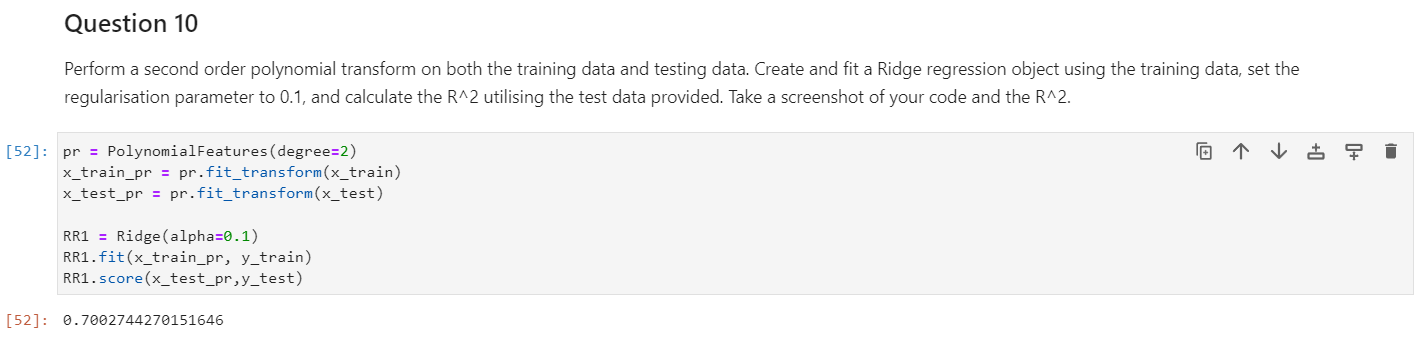 Question 10
Perform a second order polynomial transform on both the training data and testing data. Create and fit a Ridge regression object using the training data, set the
regularisation parameter to 0.1, and calculate the R^2 utilising the test data provided. Take a screenshot of your code and the R^2.
[52]: pr = PolynomialFeatures(degree=2)
x_train_pr = pr.fit_transform(x_train)
x_test_pr = pr.fit_transform(x_test)
RR1 = Ridge(alpha=0.1)
RR1.fit(x_train_pr, y_train)
RR1.score(x_test_pr,y_test)
[52]: 0.7002744270151646